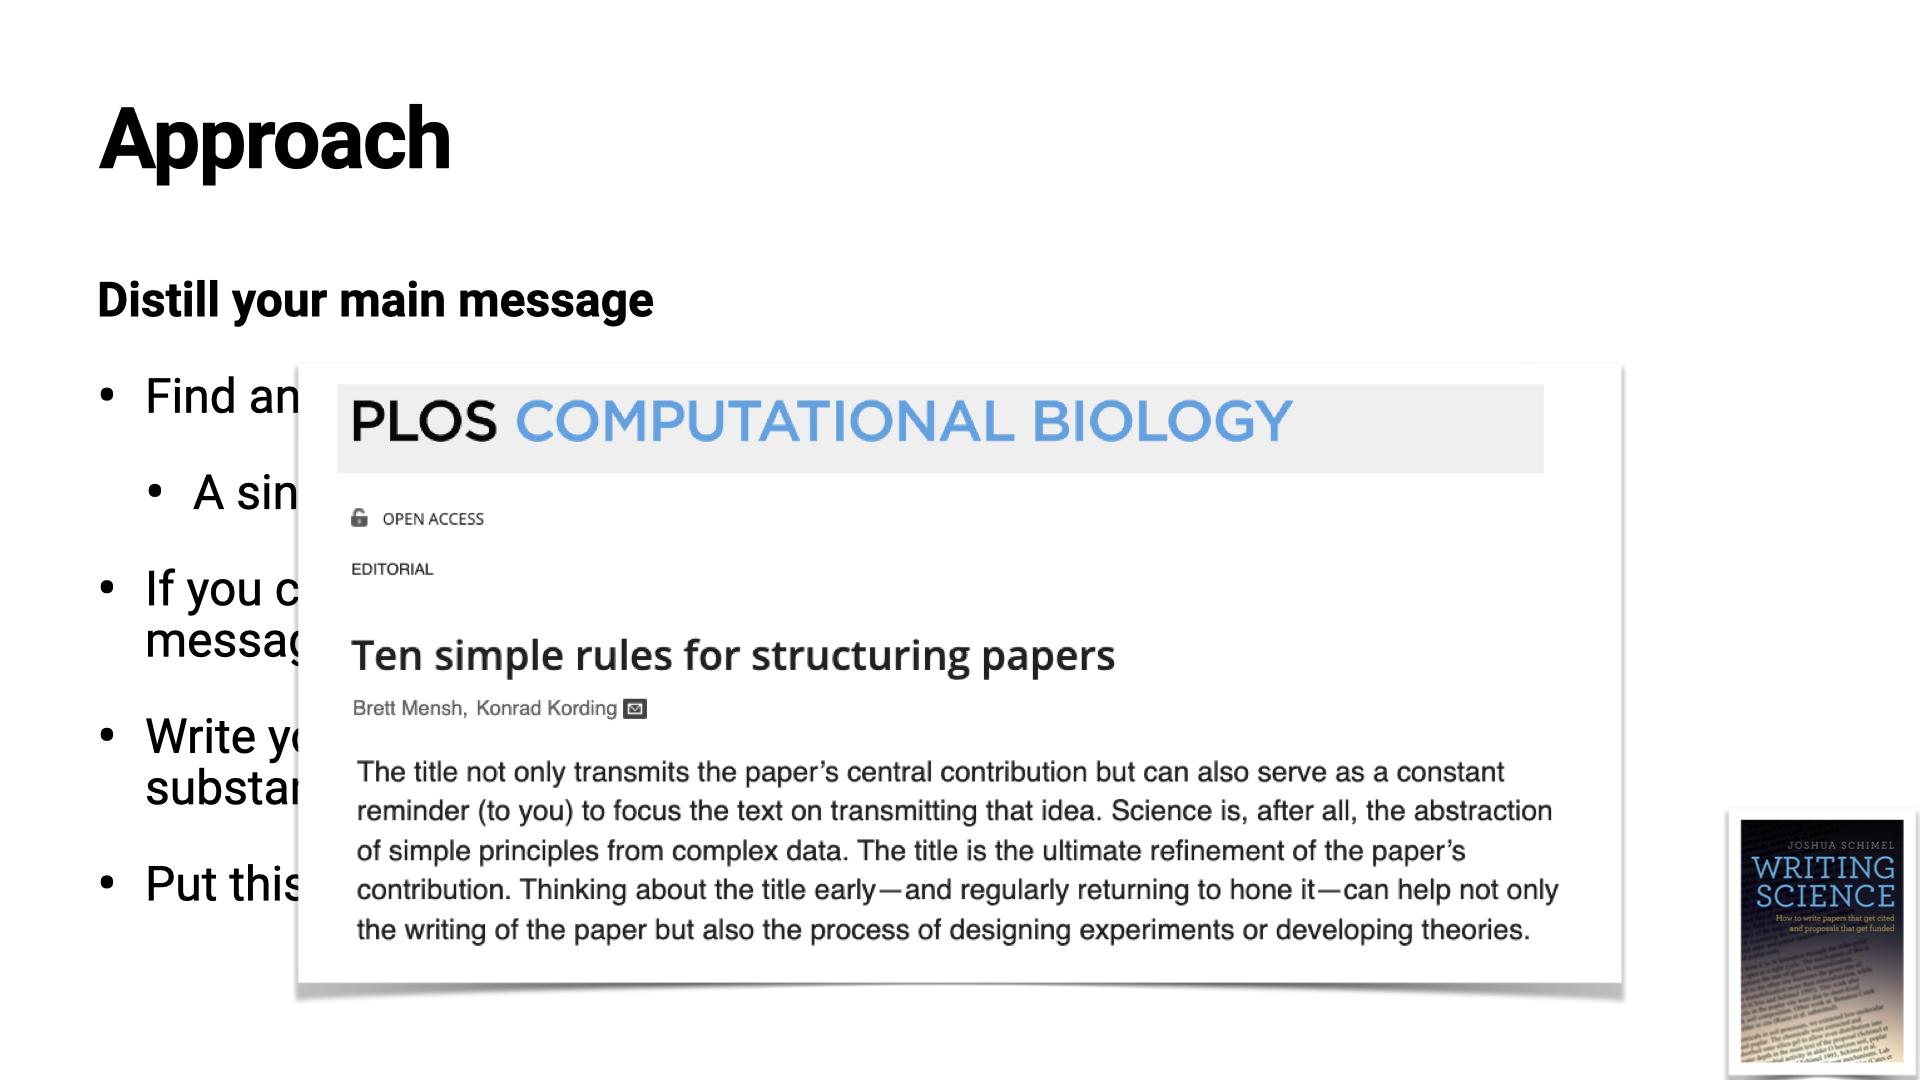 Approach
Distill your main message
• Find an
• A sin
• If you c
messag
• Write yo
substan
• Put this
PLOS COMPUTATIONAL BIOLOGY
OPEN ACCESS
EDITORIAL
Ten simple rules for structuring papers
Brett Mensh, Konrad Kording
The title not only transmits the paper’s central contribution but can also serve as a constant
reminder (to you) to focus the text on transmitting that idea. Science is, after all, the abstraction
of simple principles from complex data. The title is the ultimate refinement of the paper’s
contribution. Thinking about the title early—and regularly returning to hone it—can help not only
the writing of the paper but also the process of designing experiments or developing theories.
JOSHUA SCHIMEL
WRITING
SCIENCE
How to write papers that get cited
and proposals that get funded